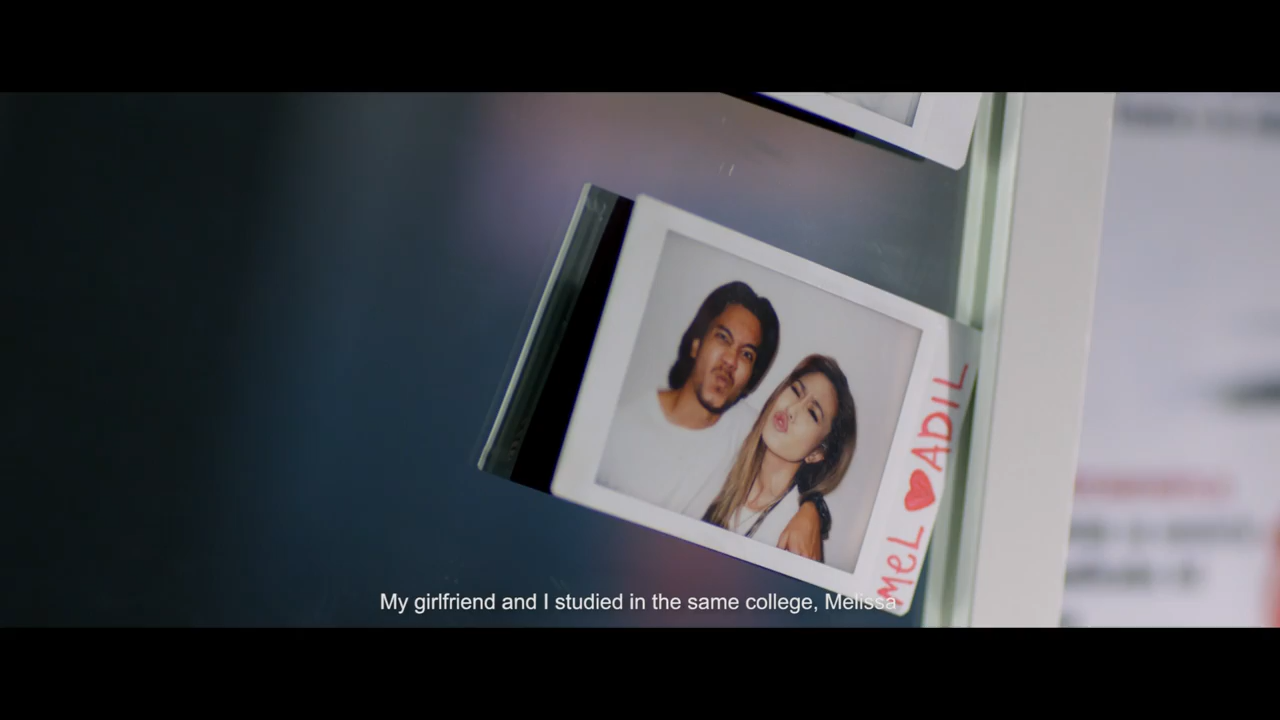 MeL ♥ ADIL
My girlfriend and I studied in the same college, Melissa